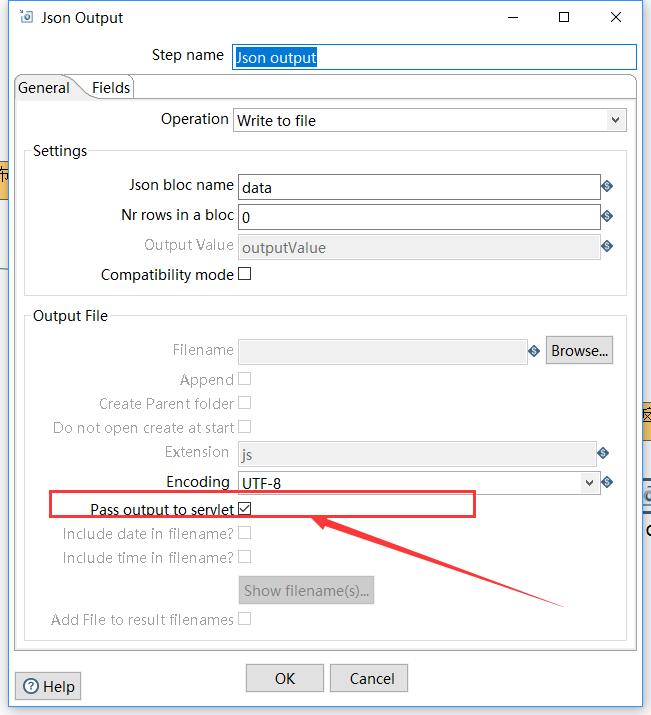 Json Output
Step name Json output
General Fields
Operation Write to file
Settings
Json bloc name data
Nr rows in a bloc 0
Output Value outputValue
Compatibility mode
Output File
Filename Browse...
Append
Create Parent folder
Do not open create at start
Extension js
Encoding UTF-8
Pass output to servlet
Include date in filename?
Include time in filename?
Show filename(s)...
Add File to result filenames
Help OK Cancel